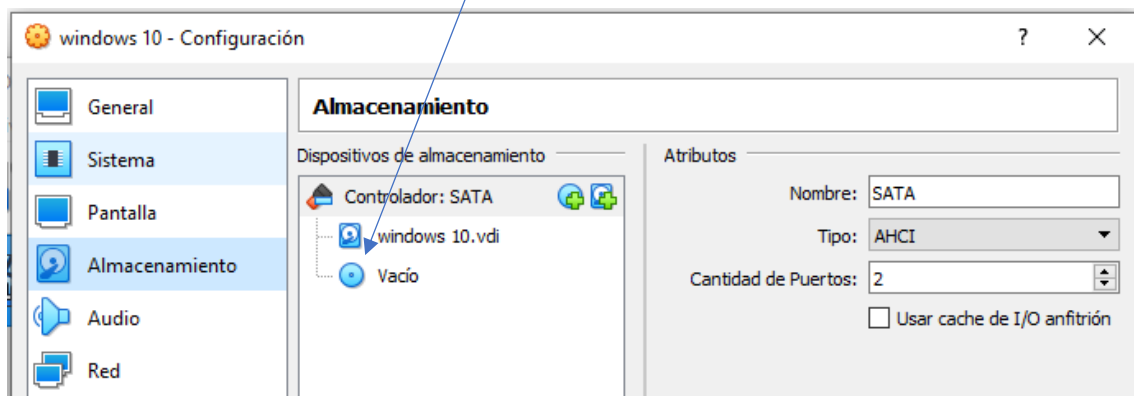 windows 10 - Configuración ? ×
General
Sistema
Pantalla
Almacenamiento
Audio
Red
Almacenamiento
Dispositivos de almacenamiento
Controlador: SATA
windows 10.vdi
Vacío
Atributos
Nombre: SATA
Tipo: AHCI
Cantidad de Puertos: 2
Usar cache de I/O anfitrión